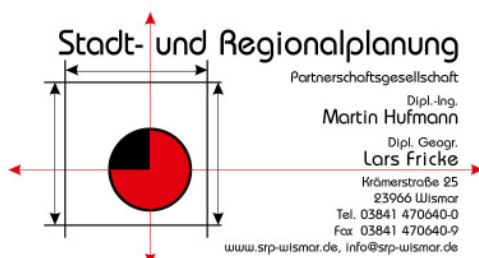 Stadt- und Regionalplanung
Partnerschaftsgesellschaft
Dipl.-Ing.
Martin Hufmann
Dipl. Geogr.
Lars Fricke
Krämerstraße 25
23966 Wismar
Tel. 03841 470640-0
Fax 03841 470640-9
www.srp-wismar.de, info@srp-wismar.de